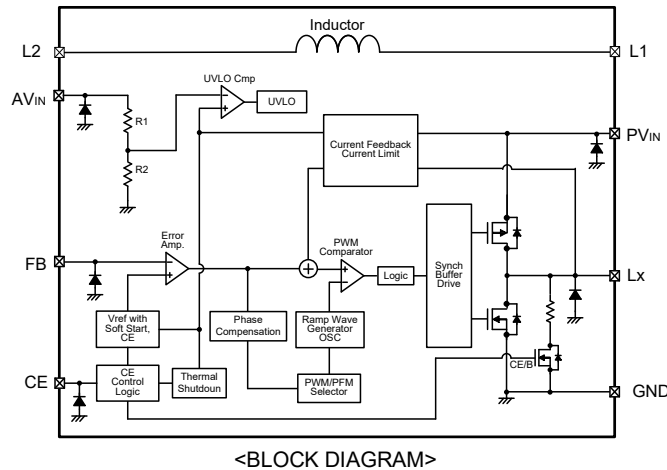 Inductor
L2
L1
UVLO Cmp
AVIN
UVLO
R1
R2
Current Feedback
Current Limit
PVIN
Error
Amp.
FB
PWM
Comparator
Logic
Synch
Buffer
Drive
Lx
Vref with
Soft Start,
CE
Phase
Compensation
Ramp Wave
Generator
OSC
CE
CE
Control
Logic
Thermal
Shutdoun
PWM/PFM
Selector
CE/B
GND
<BLOCK DIAGRAM>